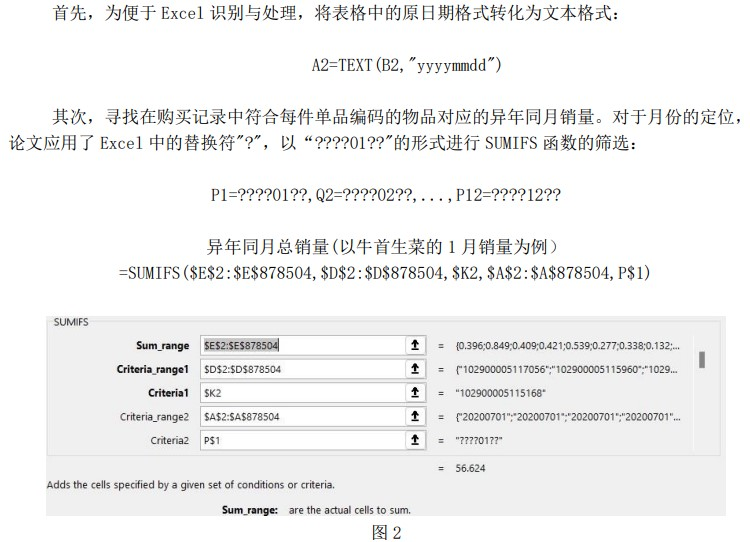 首先，为便于 Excel 识别与处理，将表格中的原日期格式转化为文本格式：
A2=TEXT(B2,"yyyymmdd")
其次，寻找在购买记录中符合每件单品编码的物品对应的异年同月销量。对于月份的定位，
论文应用了 Excel 中的替换符"?"，以“????01??"的形式进行 SUMIFS 函数的筛选：
P1=????01??,Q2=????02??,...,P12=????12??
异年同月总销量(以牛首生菜的 1 月销量为例）
=SUMIFS($E$2:$E$878504,$D$2:$D$878504,$K2,$A$2:$A$878504,P$1)
SUMIFS
Sum_range $E$2:$E$878504 = {0.396;0.849;0.409;0.421;0.539;0.277;0.338;0.132;...
Criteria_range1 $D$2:$D$878504 = {"102900005117056";"102900005115960";"1029...
Criteria1 $K2 = "102900005115168"
Criteria_range2 $A$2:$A$878504 = {"20200701";"20200701";"20200701";"20200701"...
Criteria2 P$1 = "????01??"
= 56.624
Adds the cells specified by a given set of conditions or criteria.
Sum_range: are the actual cells to sum.
图 2